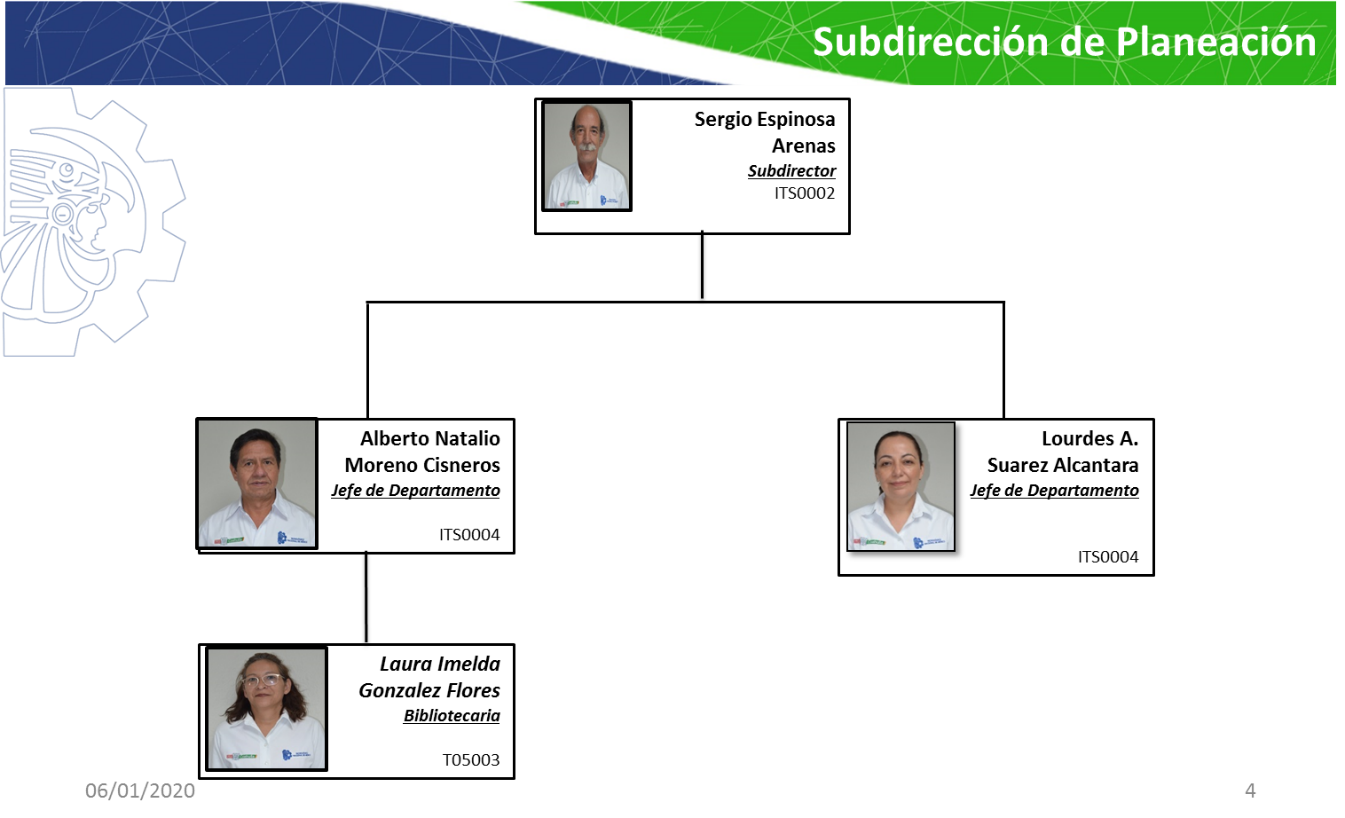 Subdirección de Planeación
Sergio Espinosa
Arenas
Subdirector
ITS0002
Alberto Natalio
Moreno Cisneros
Jefe de Departamento
ITS0004
Lourdes A.
Suarez Alcantara
Jefe de Departamento
ITS0004
Laura Imelda
Gonzalez Flores
Bibliotecaria
T05003
06/01/2020
4